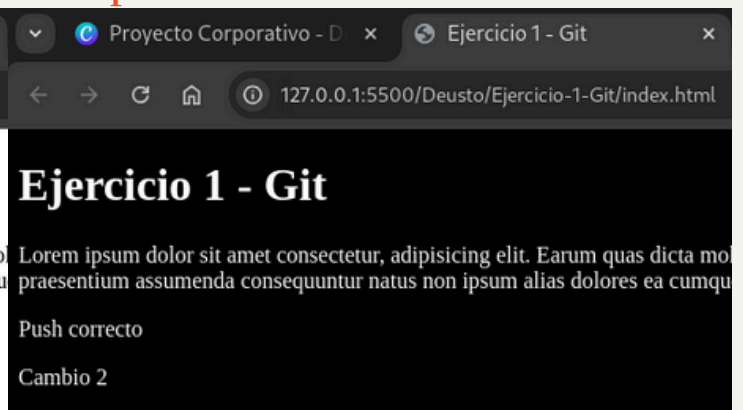 Proyecto Corporativo - D
Ejercicio 1 - Git
127.0.0.1:5500/Deusto/Ejercicio-1-Git/index.html
Ejercicio 1 - Git
Lorem ipsum dolor sit amet consectetur, adipisicing elit. Earum quas dicta mol
praesentium assumenda consequuntur natus non ipsum alias dolores ea cumqu
Push correcto
Cambio 2